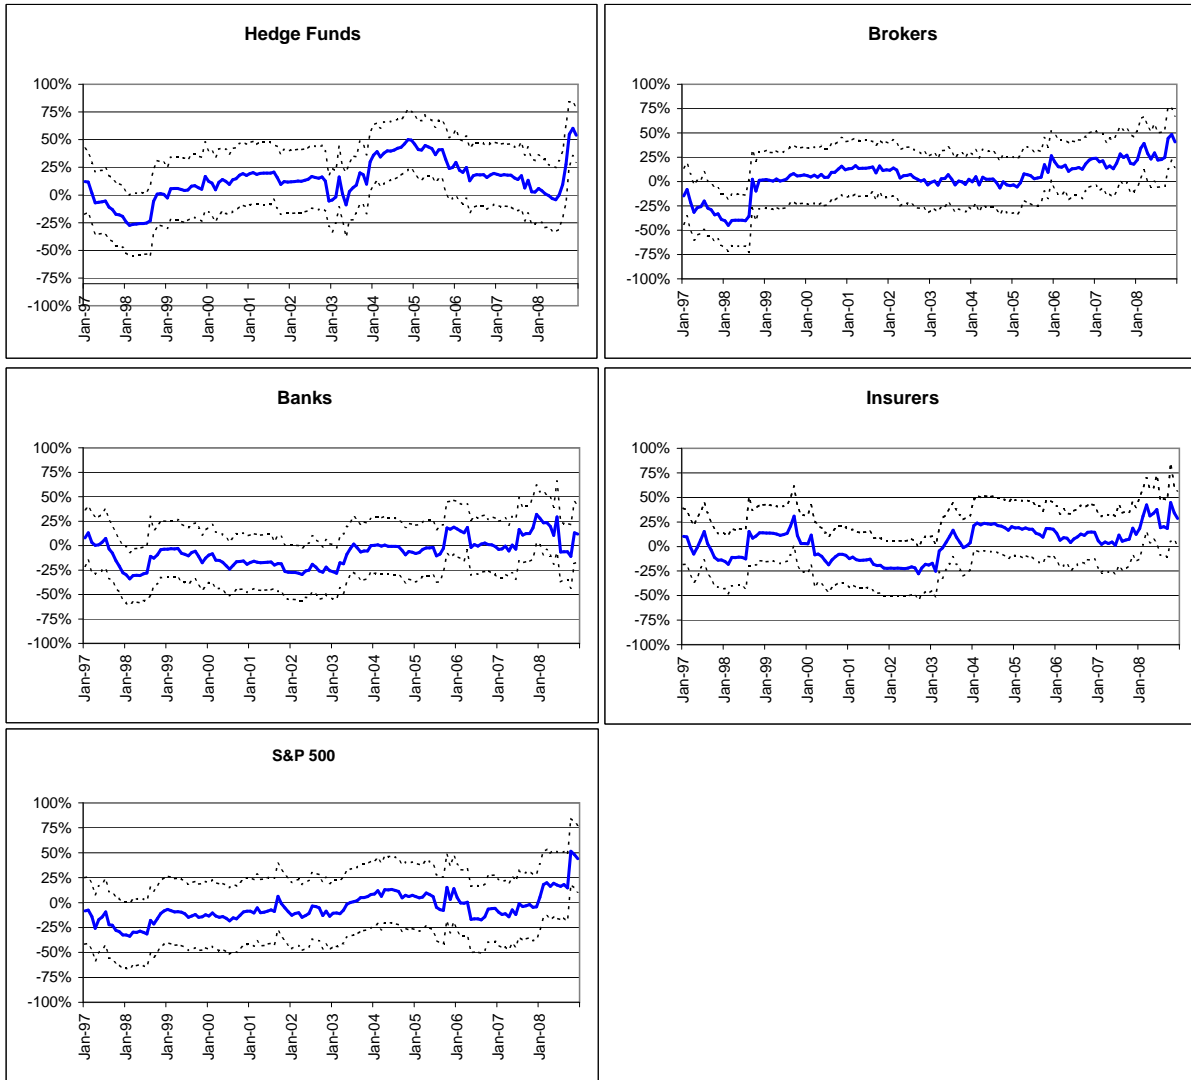 Hedge Funds
100%
75%
50%
25%
0%
-25%
-50%
-75%
-100%
Jan-97
Jan-98
Jan-99
Jan-00
Jan-01
Jan-02
Jan-03
Jan-04
Jan-05
Jan-06
Jan-07
Jan-08
Brokers
100%
75%
50%
25%
0%
-25%
-50%
-75%
-100%
Jan-97
Jan-98
Jan-99
Jan-00
Jan-01
Jan-02
Jan-03
Jan-04
Jan-05
Jan-06
Jan-07
Jan-08
Banks
100%
75%
50%
25%
0%
-25%
-50%
-75%
-100%
Jan-97
Jan-98
Jan-99
Jan-00
Jan-01
Jan-02
Jan-03
Jan-04
Jan-05
Jan-06
Jan-07
Jan-08
Insurers
100%
75%
50%
25%
0%
-25%
-50%
-75%
-100%
Jan-97
Jan-98
Jan-99
Jan-00
Jan-01
Jan-02
Jan-03
Jan-04
Jan-05
Jan-06
Jan-07
Jan-08
S&P 500
100%
75%
50%
25%
0%
-25%
-50%
-75%
-100%
Jan-97
Jan-98
Jan-99
Jan-00
Jan-01
Jan-02
Jan-03
Jan-04
Jan-05
Jan-06
Jan-07
Jan-08